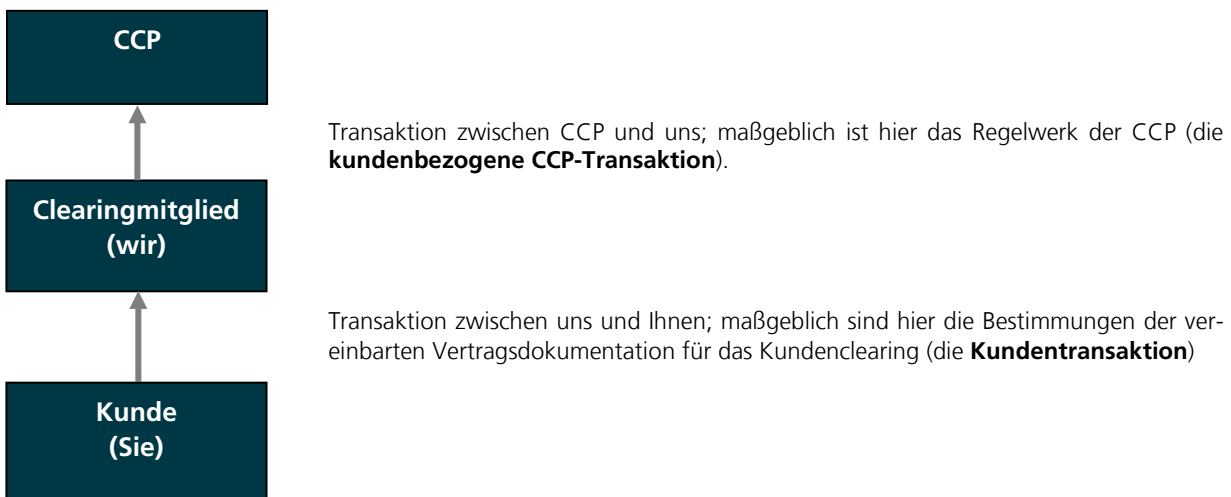 CCP
Transaktion zwischen CCP und uns; maßgeblich ist hier das Regelwerk der CCP (die
kundenbezogene CCP-Transaktion).
Clearingmitglied
(wir)
Transaktion zwischen uns und Ihnen; maßgeblich sind hier die Bestimmungen der ver-
einbarten Vertragsdokumentation für das Kundenclearing (die Kundentransaktion)
Kunde
(Sie)